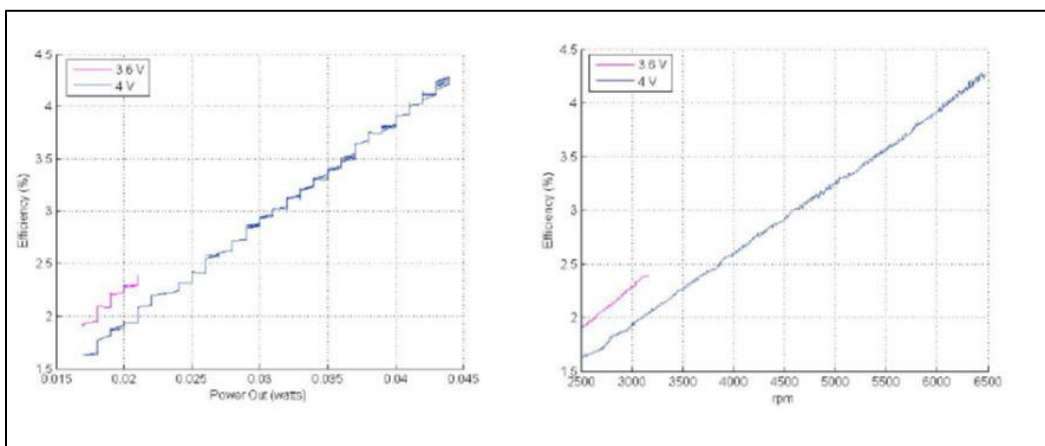 4.5
4
3.5
3
2.5
2
1.5
Efficiency (%)
3.6 V
4 V
0.015 0.02 0.025 0.03 0.035 0.04 0.045
Power Out (watts)
4.5
4
3.5
3
2.5
2
1.5
Efficiency (%)
3.6 V
4 V
2500 3000 3500 4000 4500 5000 5500 6000 6500
rpm